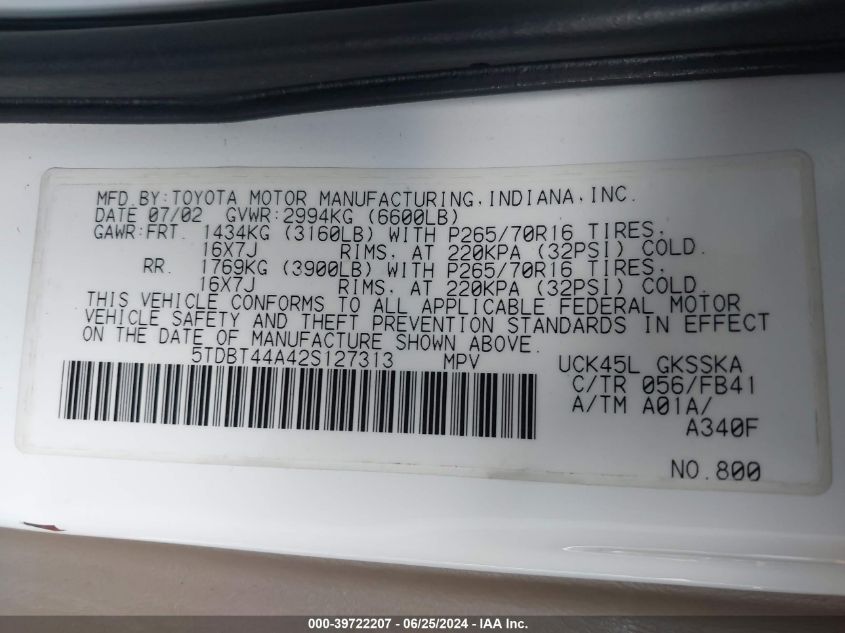 MFD. BY: TOYOTA MOTOR MANUFACTURING, INDIANA, INC.
DATE 07/02 GVWR: 2994KG (6600LB)
GAWR: FRT. 1434KG (3160LB) WITH P265/70R16 TIRES,
16X7J RIMS, AT 220KPA (32PSI) COLD.
RR. 1769KG (3900LB) WITH P265/70R16 TIRES,
16X7J RIMS, AT 220KPA (32PSI) COLD.
THIS VEHICLE CONFORMS TO ALL APPLICABLE FEDERAL MOTOR
VEHICLE SAFETY AND THEFT PREVENTION STANDARDS IN EFFECT
ON THE DATE OF MANUFACTURE SHOWN ABOVE.
5TDBT44A42S127313 MPV UCK45L GKSSKA
C/TR 056/FB41
A/TM A01A/
A340F
NO. 800
000-39722207 - 06/25/2024 - IAA Inc.